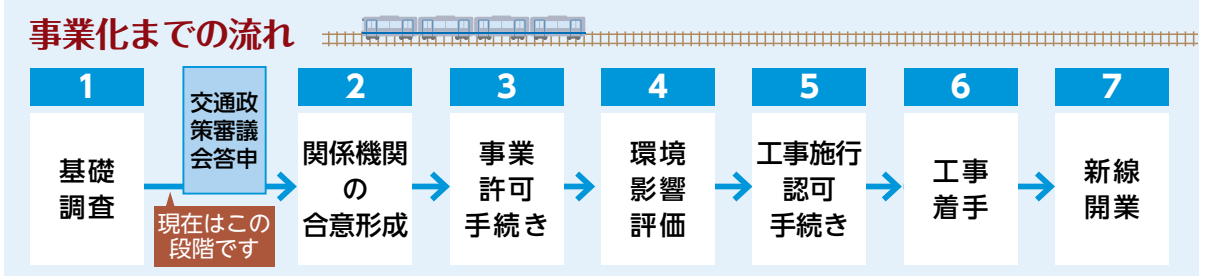 事業化までの流れ
1
基礎
調査
交通政
策審議
会答申
現在はこの
段階です
2
関係機関
の
合意形成
3
事業
許可
手続き
4
環境
影響
評価
5
工事施行
認可
手続き
6
工事
着手
7
新線
開業